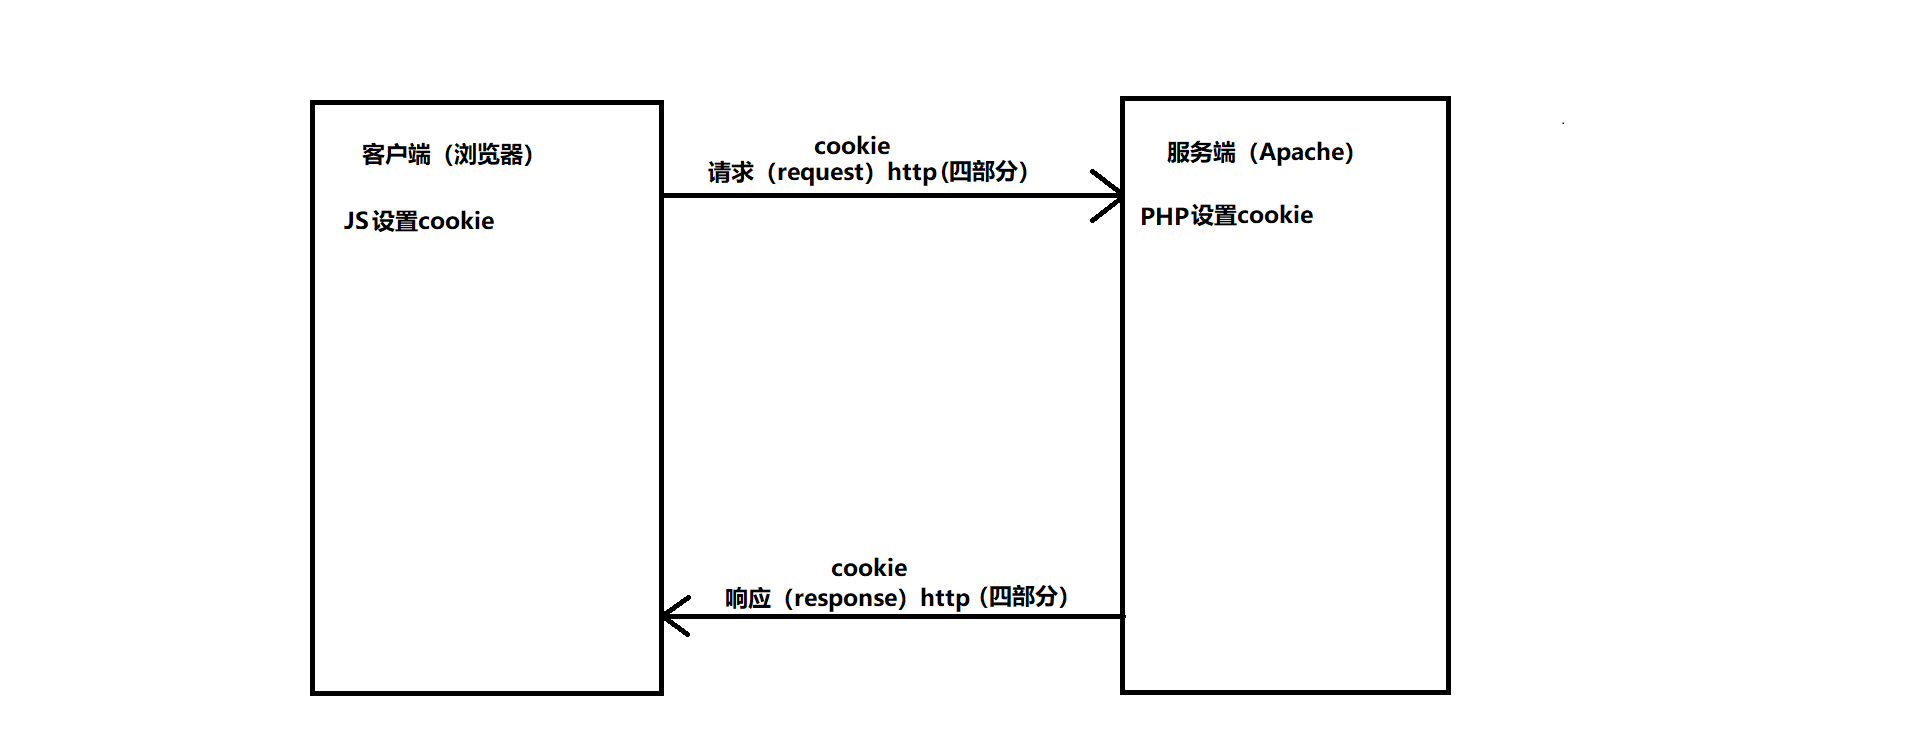 客户端（浏览器）
JS设置cookie
cookie
请求（request）http(四部分）
服务端（Apache）
PHP设置cookie
cookie
响应（response）http（四部分）